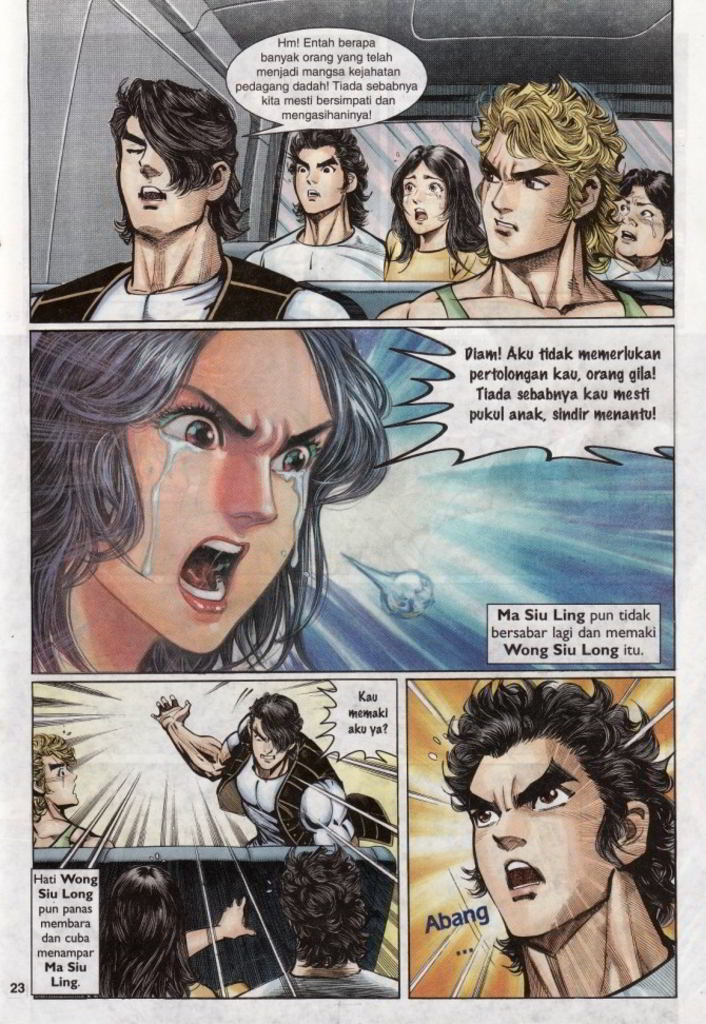 Hm! Entah berapa
banyak orang yang telah
menjadi mangsa kejahatan
pedagang dadah! Tiada sebabnya
kita mesti bersimpati dan
mengasihaninya!
Diam! Aku tidak memerlukan
pertolongan kau, orang gila!
Tiada sebabnya kau mesti
pukul anak, sindir menantu!
Ma Siu Ling pun tidak
bersabar lagi dan memaki
Wong Siu Long itu.
Kau
memaki
aku ya?
Hati Wong
Siu Long
pun panas
membara
dan cuba
menampar
Ma Siu
Ling.
Abang
...
23